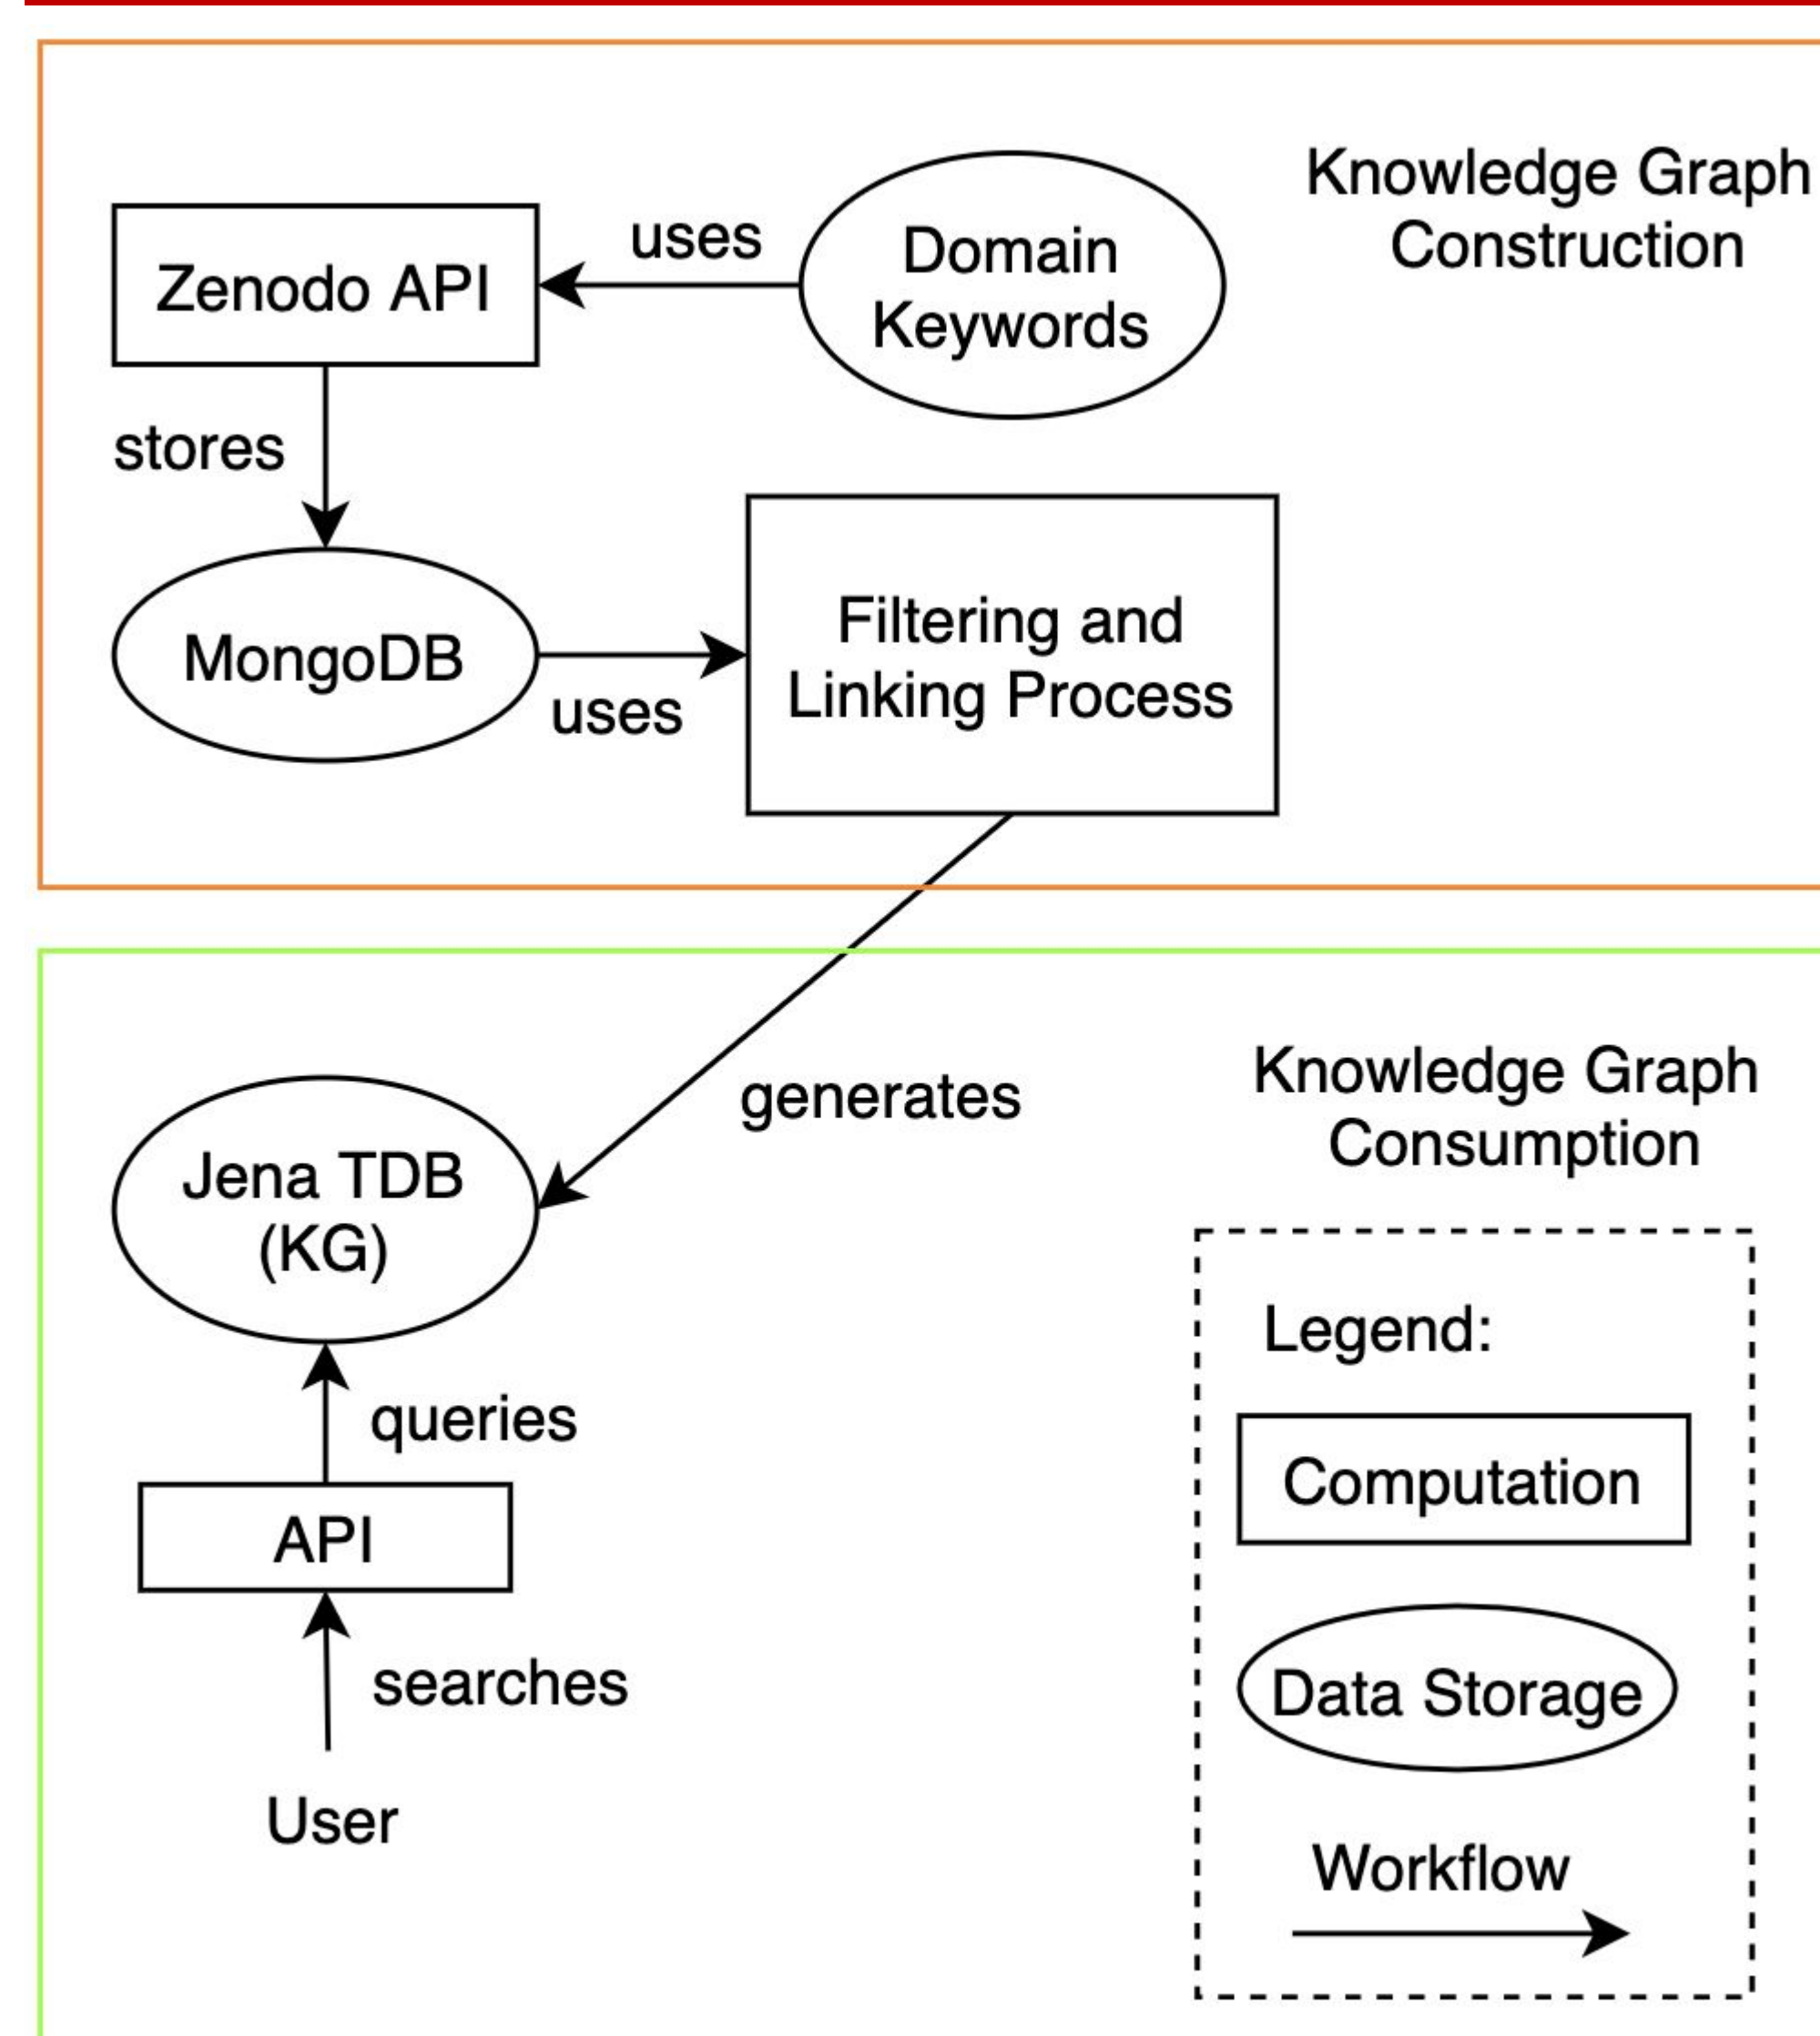 Knowledge Graph
Construction
uses
Domain
Keywords
Zenodo API
stores
MongoDB
uses
Filtering and
Linking Process
generates
Knowledge Graph
Consumption
Jena TDB
(KG)
queries
API
searches
User
Legend:
Computation
Data Storage
Workflow